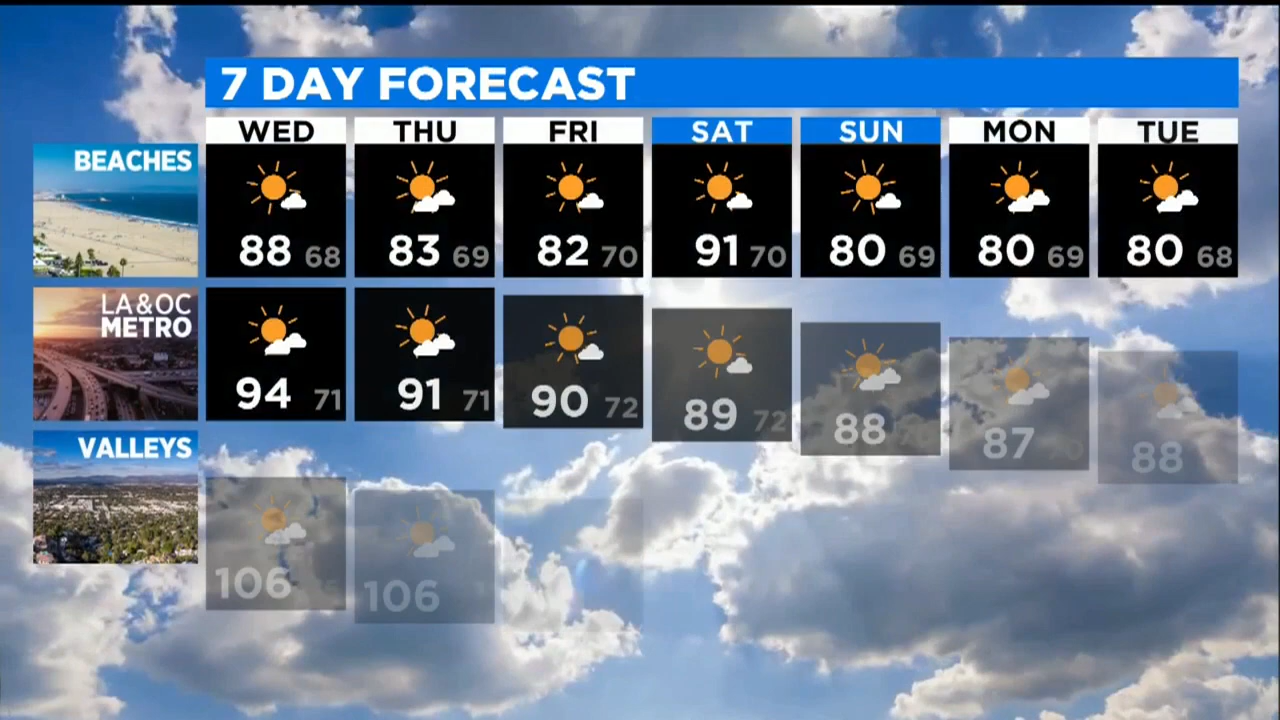 7 DAY FORECAST
WED THU FRI SAT SUN MON TUE
BEACHES
88 68 83 69 82 70 91 70 80 69 80 69 80 68
LA&OC
METRO
94 71 91 71 90 72 89 72 88 87 88
VALLEYS
106 106